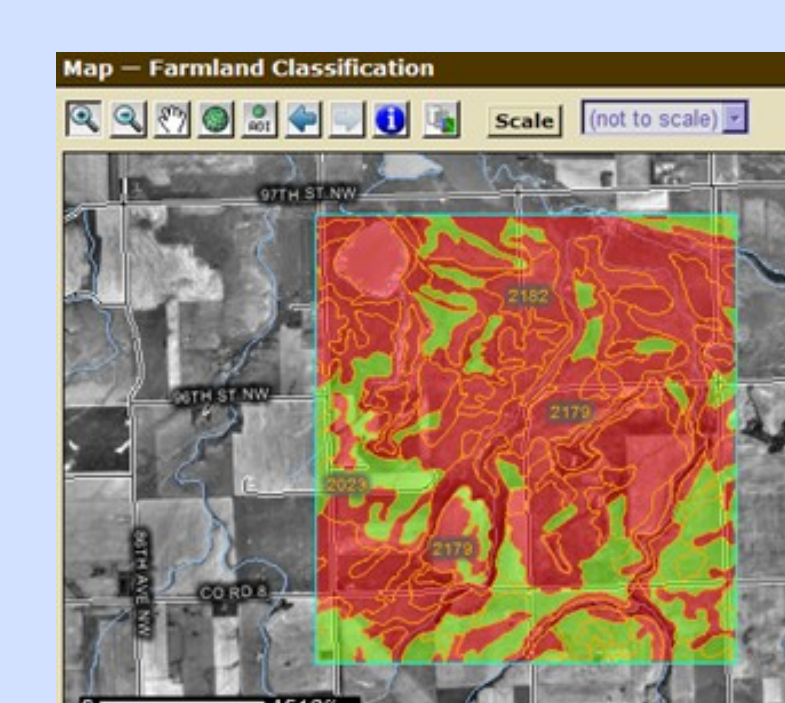 Map — Farmland Classification
AOI
i
Scale
(not to scale)
97TH ST NW
2182
96TH ST NW
2179
2023
2179
86TH AVE NW
CO RD 8